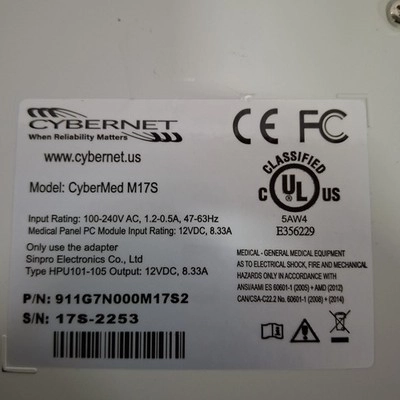 CYBERNET
When Reliability Matters
www.cybernet.us
Model: CyberMed M17S
Input Rating: 100-240V AC, 1.2-0.5A, 47-63Hz
Medical Panel PC Module Input Rating: 12VDC, 8.33A
Only use the adapter
Sinpro Electronics Co., Ltd
Type HPU101-105 Output: 12VDC, 8.33A
P/N: 911G7N000M17S2
S/N: 17S-2253
CE FC
CLASSIFIED
C UL US
®
5AW4
E356229
MEDICAL - GENERAL MEDICAL EQUIPMENT
AS TO ELECTRICAL SHOCK, FIRE AND MECHANICAL
HAZARDS ONLY IN ACCORDANCE WITH
ANSI/AAMI ES 60601-1 (2005) + AMD (2012)
CAN/CSA-C22.2 No. 60601-1 (2008) + (2014)